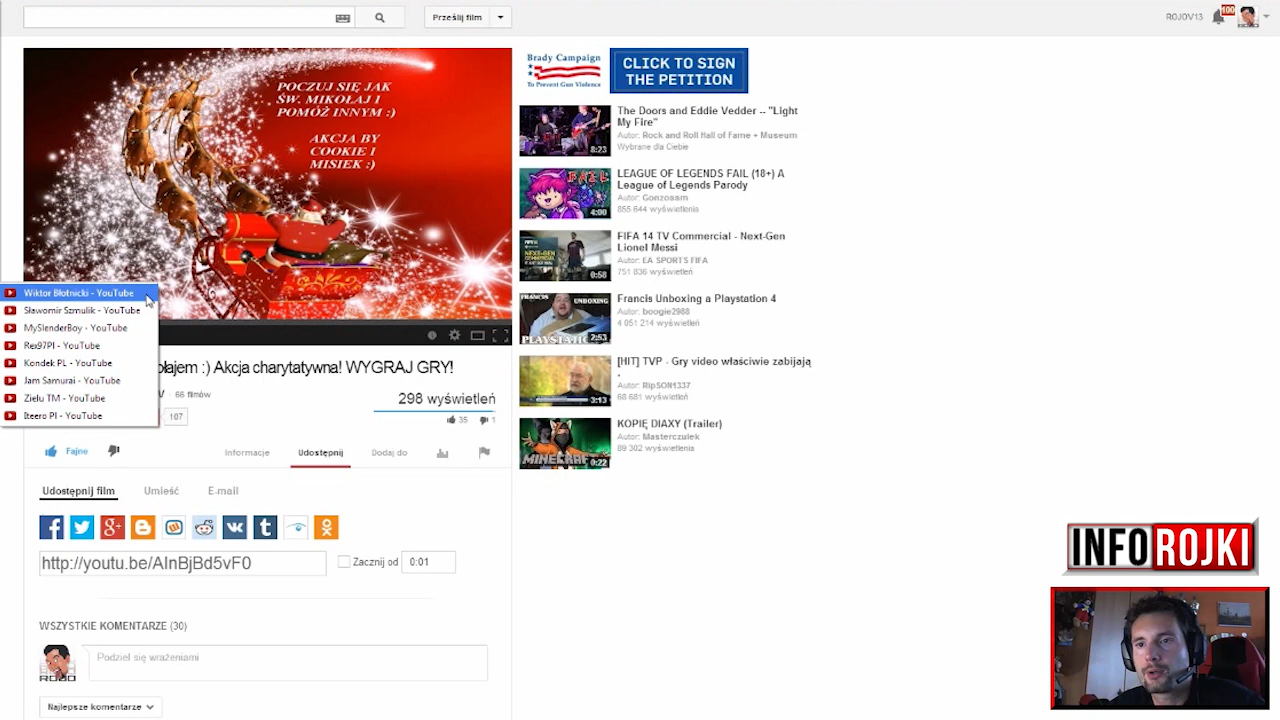 Prześlij film
ROJOV13
100
POCZUJ SIĘ JAK
ŚW. MIKOŁAJ I
POMÓŻ INNYM :)
AKCJA BY
COOKIE I
MISIEK :)
Brady Campaign
To Prevent Gun Violence
CLICK TO SIGN
THE PETITION
The Doors and Eddie Vedder -- "Light
My Fire"
Autor: Rock and Roll Hall of Fame + Museum
Wybrane dla Ciebie
8:23
LEAGUE OF LEGENDS FAIL (18+) A
League of Legends Parody
Autor: Gonzossm
855 644 wyświetlenia
FAIL
4:00
FIFA 14 TV Commercial - Next-Gen
Lionel Messi
Autor: EA SPORTS FIFA
751 836 wyświetleń
0:58
Francis Unboxing a Playstation 4
Autor: boogie2988
4 051 214 wyświetleń
FRANCIS
UNBOXING
PLAYSTATION
2:53
[HIT] TVP - Gry video właściwie zabijają
.
Autor: RipSON1337
68 681 wyświetleń
3:13
KOPIĘ DIAXY (Trailer)
Autor: Masterczulek
89 302 wyświetlenia
MINECRAF
0:22
Wiktor Błotnicki - YouTube
Sławomir Szmulik - YouTube
MySlenderBoy - YouTube
Rex97Pl - YouTube
Kondek PL - YouTube
Jam Samurai - YouTube
Zielu TM - YouTube
Iteero Pl - YouTube
ołajem :) Akcja charytatywna! WYGRAJ GRY!
V · 66 filmów
107
298 wyświetleń
35
1
Fajne
Informacje
Udostępnij
Dodaj do
Udostępnij film
Umieść
E-mail
http://youtu.be/AInBjBd5vF0
Zacznij od
0:01
WSZYSTKIE KOMENTARZE (30)
Podziel się wrażeniami
ROJO
Najlepsze komentarze
INFOROJKI